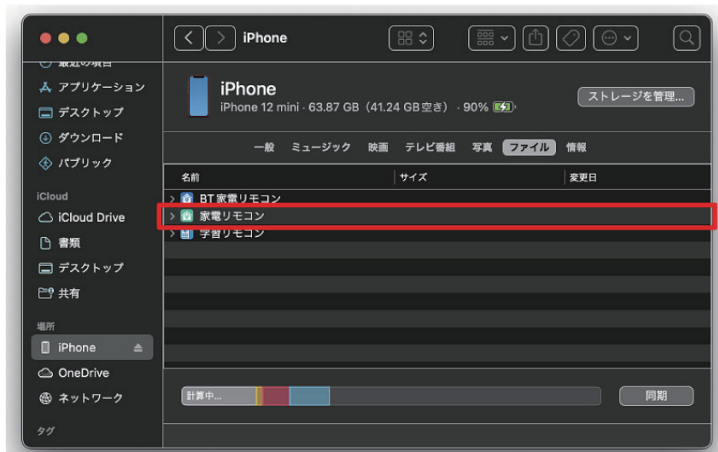 iPhone
最近の項目
アプリケーション
デスクトップ
ダウンロード
パブリック
iCloud
iCloud Drive
書類
デスクトップ
共有
場所
iPhone
OneDrive
ネットワーク
タグ
iPhone
iPhone 12 mini · 63.87 GB（41.24 GB空き） · 90%
ストレージを管理...
一般 ミュージック 映画 テレビ番組 写真 ファイル 情報
名前 サイズ 変更日
BT家電リモコン
家電リモコン
学習リモコン
計算中...
同期